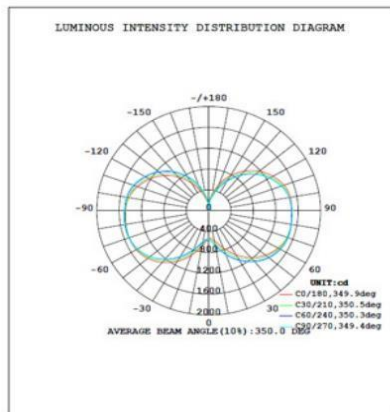 LUMINOUS INTENSITY DISTRIBUTION DIAGRAM
-/+180
-150 150
-120 120
-90 90
-60 60
-30 30
0
0
400
800
1200
1600
2000
UNIT:cd
C0/180,349.9deg
C30/210,350.5deg
C60/240,350.3deg
C90/270,349.4deg
AVERAGE BEAM ANGLE(10%):350.0 DEG